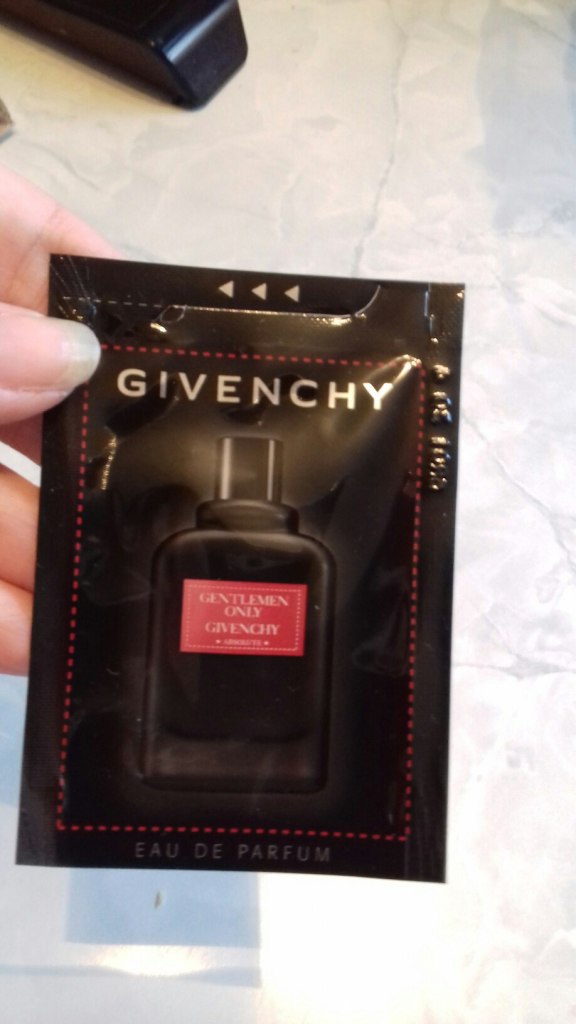 GIVENCHY
GENTLEMEN
ONLY
GIVENCHY
★ ABSOLUTE ★
EAU DE PARFUM